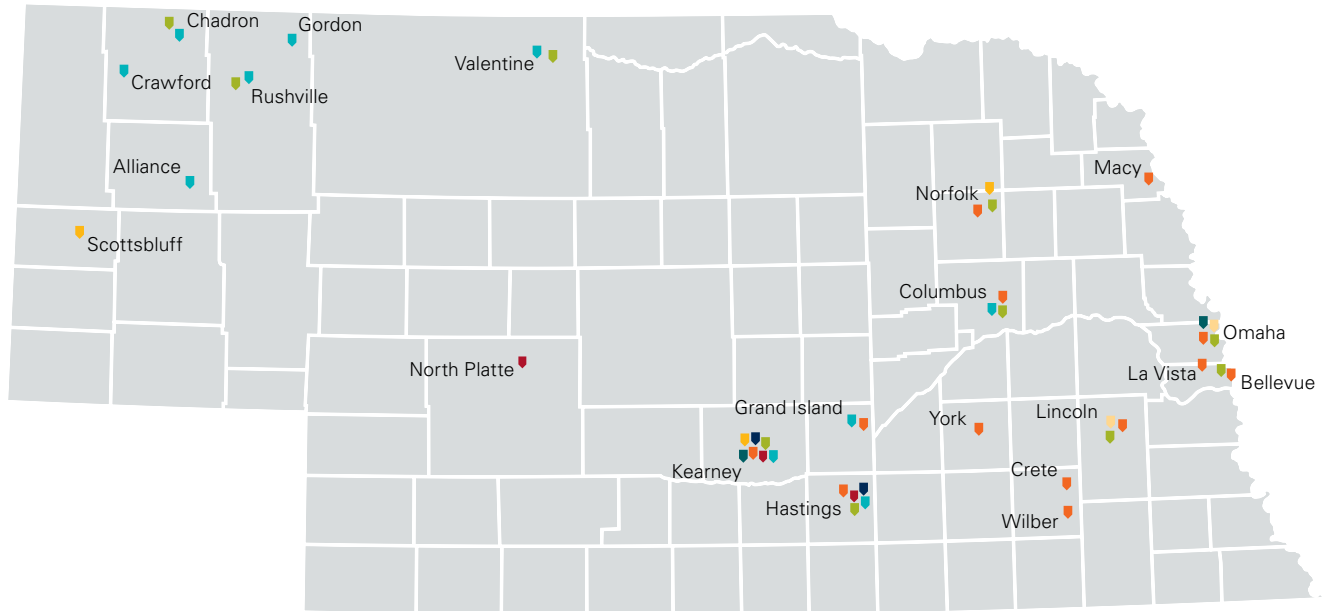 Chadron
Gordon
Valentine
Crawford
Rushville
Alliance
Macy
Norfolk
Scottsbluff
Columbus
Omaha
North Platte
La Vista
Bellevue
Grand Island
York
Lincoln
Kearney
Crete
Hastings
Wilber